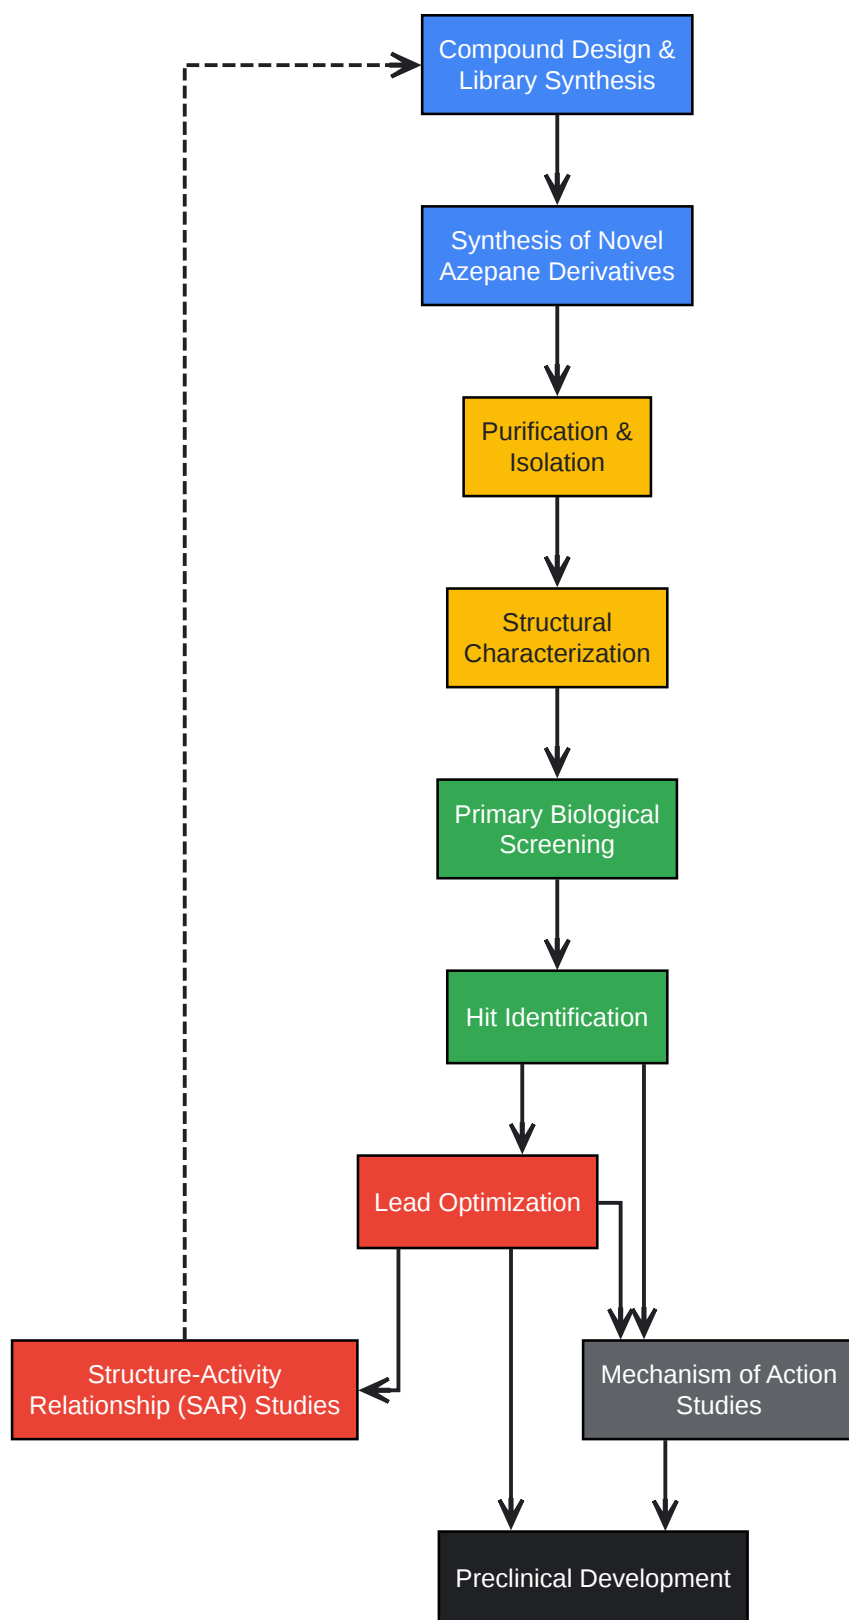 Compound Design &
Library Synthesis
Synthesis of Novel
Azepane Derivatives
Purification &
Isolation
Structural
Characterization
Primary Biological
Screening
Hit Identification
Lead Optimization
Structure-Activity
Relationship (SAR) Studies
Mechanism of Action
Studies
Preclinical Development